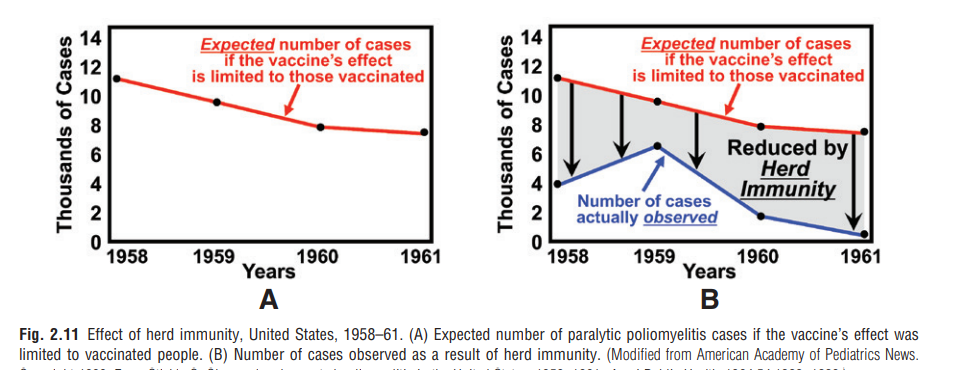 Expected number of cases
if the vaccine's effect
is limited to those vaccinated
Thousands of Cases
14
12
10
8
6
4
2
0
1958
1959
1960
1961
Years
A
Expected number of cases
if the vaccine's effect
is limited to those vaccinated
Thousands of Cases
14
12
10
8
6
4
2
0
Reduced by
Herd
Immunity
Number of cases
actually observed
1958
1959
1960
1961
Years
B
Fig. 2.11 Effect of herd immunity, United States, 1958–61. (A) Expected number of paralytic poliomyelitis cases if the vaccine's effect was
limited to vaccinated people. (B) Number of cases observed as a result of herd immunity. (Modified from American Academy of Pediatrics News.